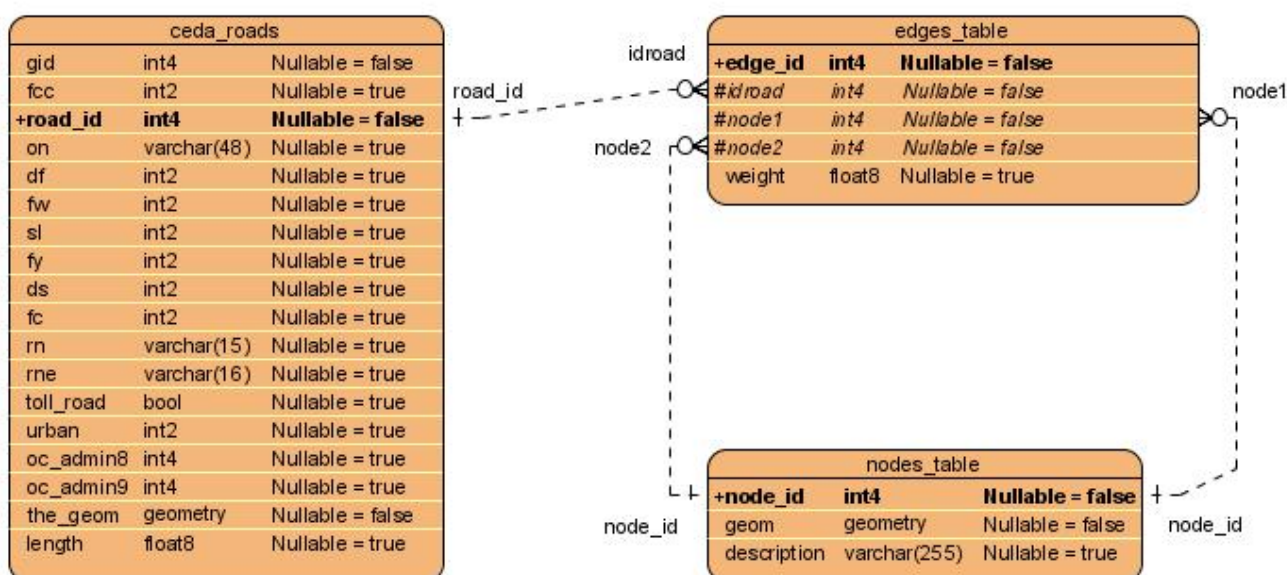 ceda_roads
gid int4 Nullable = false
fcc int2 Nullable = true
+road_id int4 Nullable = false
on varchar(48) Nullable = true
df int2 Nullable = true
fw int2 Nullable = true
sl int2 Nullable = true
fy int2 Nullable = true
ds int2 Nullable = true
fc int2 Nullable = true
rn varchar(15) Nullable = true
rne varchar(16) Nullable = true
toll_road bool Nullable = true
urban int2 Nullable = true
oc_admin8 int4 Nullable = true
oc_admin9 int4 Nullable = true
the_geom geometry Nullable = false
length float8 Nullable = true
road_id
idroad
node2
edges_table
+edge_id int4 Nullable = false
#idroad int4 Nullable = false
#node1 int4 Nullable = false
#node2 int4 Nullable = false
weight float8 Nullable = true
node1
nodes_table
+node_id int4 Nullable = false
geom geometry Nullable = false
description varchar(255) Nullable = true
node_id
node_id